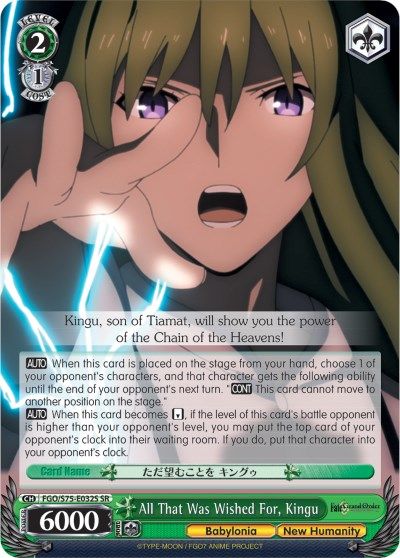 LEVEL
2
1
COST
Kingu, son of Tiamat, will show you the power
of the Chain of the Heavens!
AUTO When this card is placed on the stage from your hand, choose 1 of
your opponent's characters, and that character gets the following ability
until the end of your opponent's next turn. "CONT This card cannot move to
another position on the stage."
AUTO When this card becomes, if the level of this card's battle opponent
is higher than your opponent's level, you may put the top card of your
opponent's clock into their waiting room. If you do, put that character into
your opponent's clock.
Card Name ただ望むことを キングゥ
CH FGO/S75-E032S SR
All That Was Wished For, Kingu
Fate/Grand Order
POWER 6000
Babylonia New Humanity
©TYPE-MOON / FGO7 ANIME PROJECT